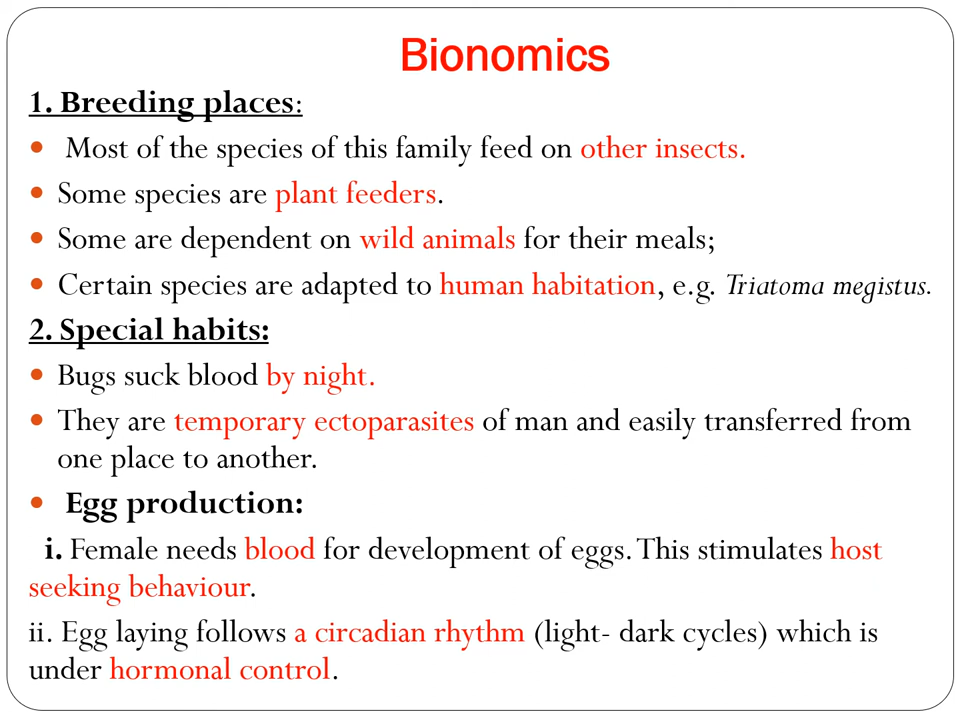 Bionomics
1. Breeding places:
• Most of the species of this family feed on other insects.
• Some species are plant feeders.
• Some are dependent on wild animals for their meals;
• Certain species are adapted to human habitation, e.g. Triatoma megistus.
2. Special habits:
• Bugs suck blood by night.
• They are temporary ectoparasites of man and easily transferred from
one place to another.
• Egg production:
i. Female needs blood for development of eggs. This stimulates host
seeking behaviour.
ii. Egg laying follows a circadian rhythm (light- dark cycles) which is
under hormonal control.